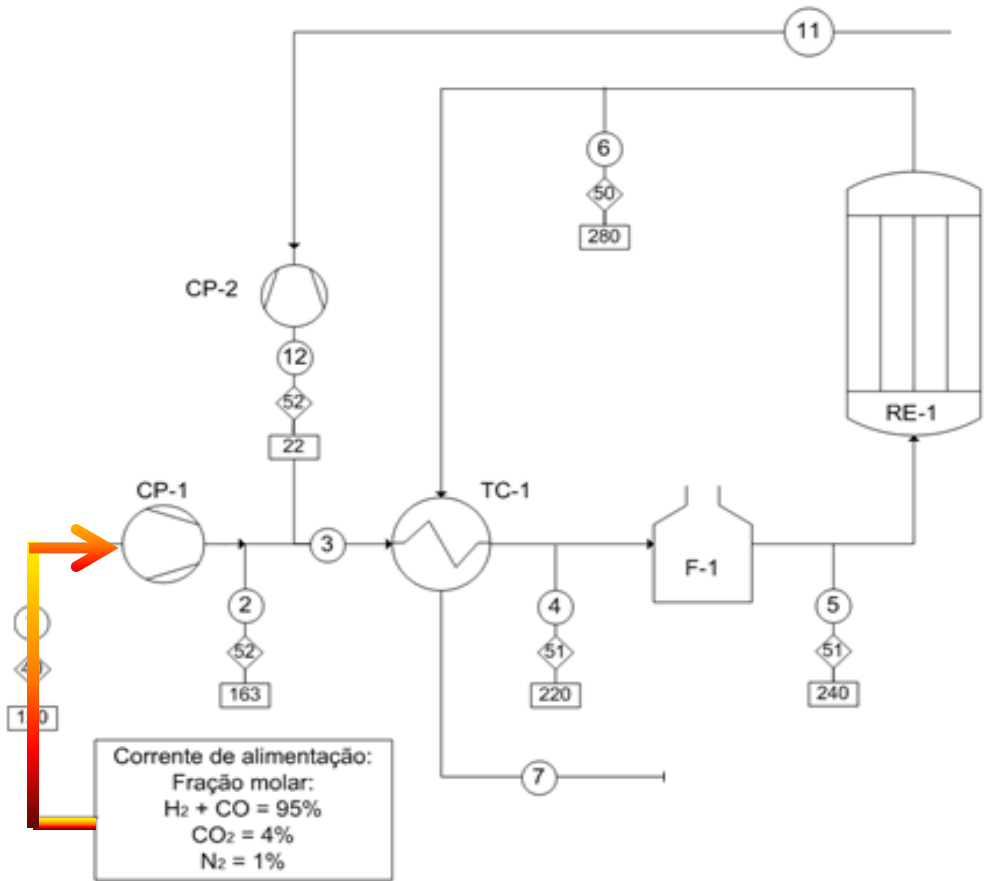 11
6
50
280
CP-2
12
52
22
RE-1
CP-1
TC-1
3
F-1
2
52
163
4
51
220
5
51
240
7
Corrente de alimentação:
Fração molar:
H₂ + CO = 95%
CO₂ = 4%
N₂ = 1%